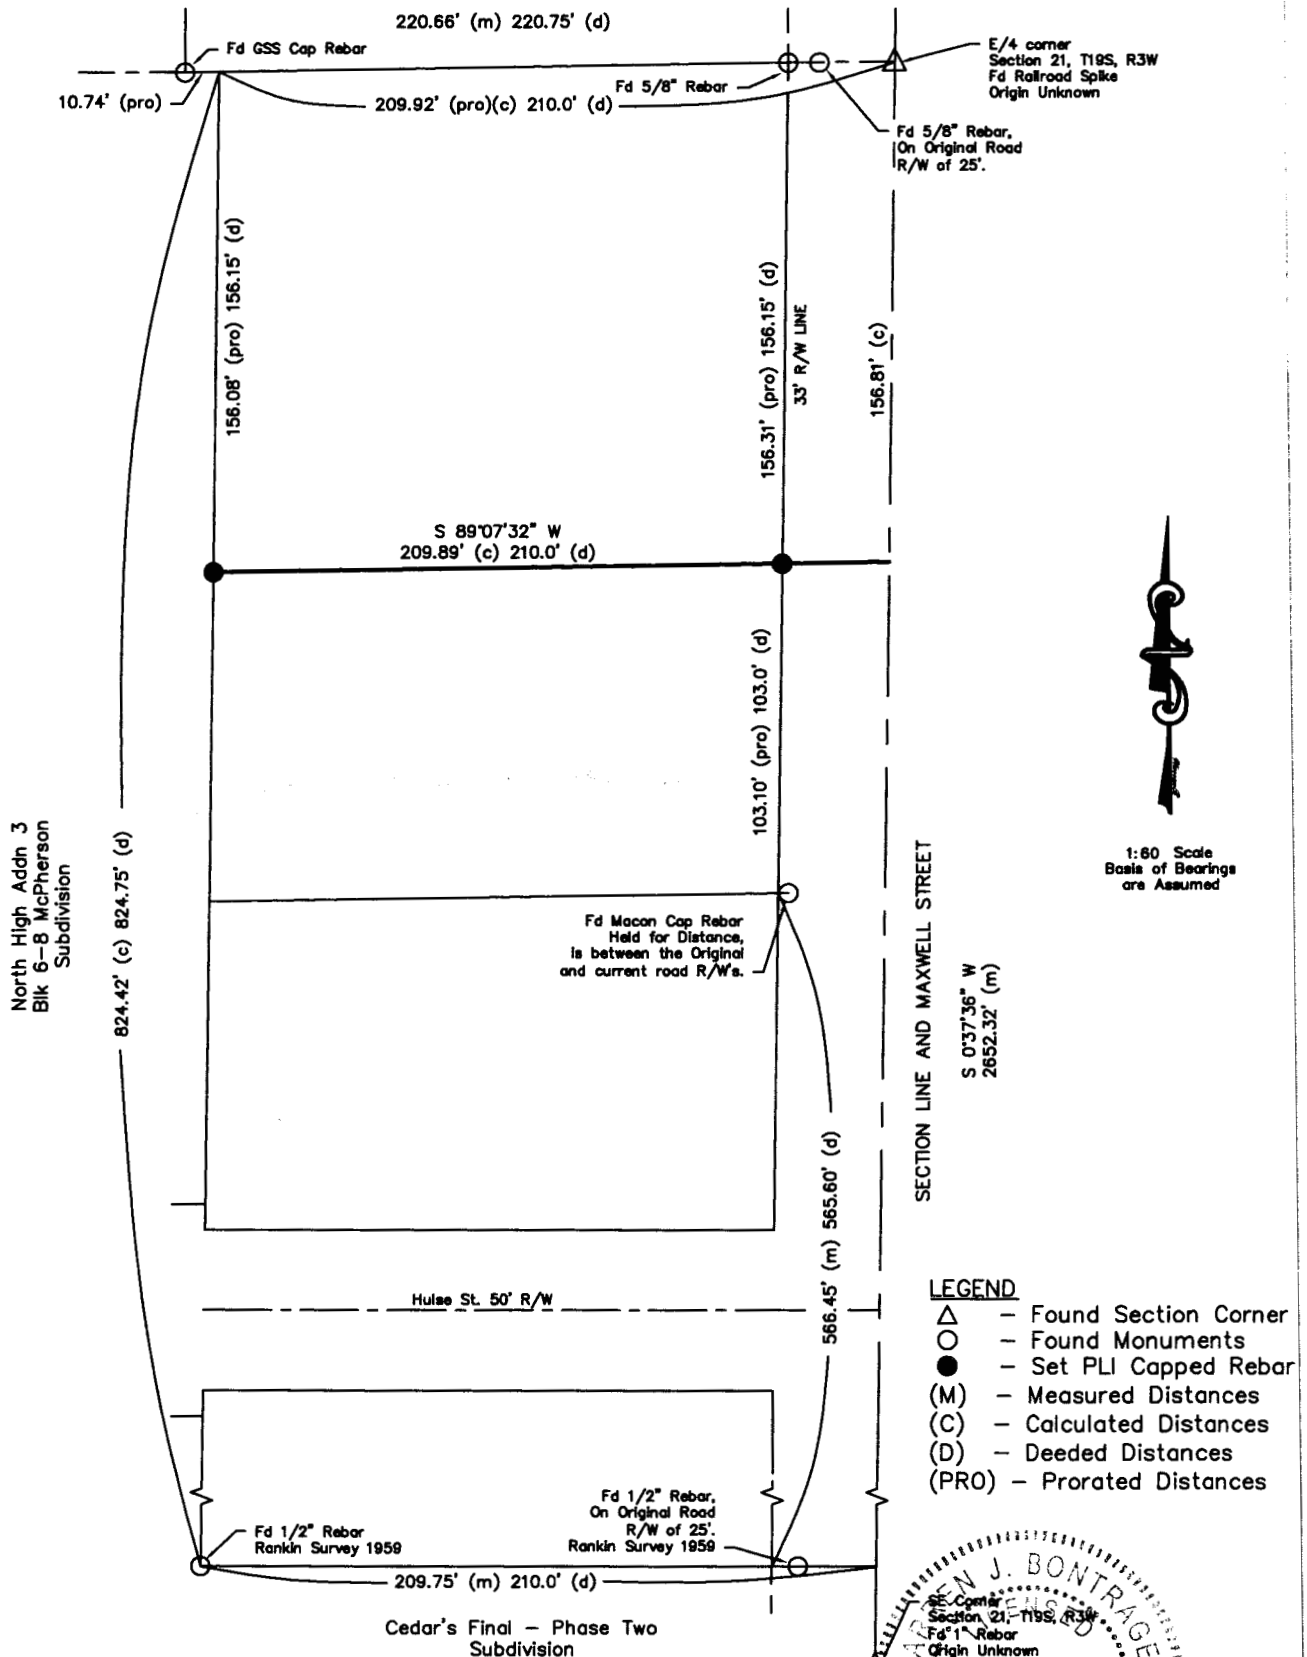 220.66' (m) 220.75' (d)
Fd GSS Cap Rebar
E/4 corner
Section 21, T19S, R3W
Fd Railroad Spike
Origin Unknown
10.74' (pro)
209.92' (pro)(c) 210.0' (d)
Fd 5/8" Rebar
Fd 5/8" Rebar,
On Original Road
R/W of 25'.
156.08' (pro) 156.15' (d)
156.31' (pro) 156.15' (d)
33' R/W LINE
156.81' (c)
S 89°07'32" W
209.89' (c) 210.0' (d)
103.10' (pro) 103.0' (d)
1:60 Scale
Basis of Bearings
are Assumed
North High Addn 3
Blk 6-8 McPherson
Subdivision
824.42' (c) 824.75' (d)
Fd Macon Cap Rebar
Held for Distance,
is between the Original
and current road R/W's.
SECTION LINE AND MAXWELL STREET
S 0°37'36" W
2652.32' (m)
566.45' (m) 565.60' (d)
Hulse St. 50' R/W
LEGEND
△ - Found Section Corner
○ - Found Monuments
● - Set PLI Capped Rebar
(M) - Measured Distances
(C) - Calculated Distances
(D) - Deeded Distances
(PRO) - Prorated Distances
Fd 1/2" Rebar
Rankin Survey 1959
Fd 1/2" Rebar,
On Original Road
R/W of 25'.
Rankin Survey 1959
209.75' (m) 210.0' (d)
Cedar's Final - Phase Two
Subdivision
J. BONTRAGE
SE Corner
Section 21, T19S, R3W
Fd 1" Rebar
Origin Unknown